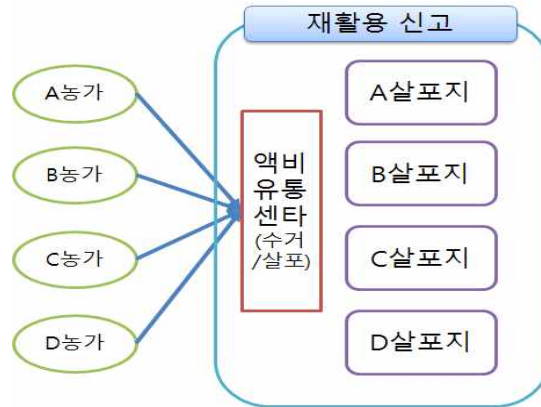 재활용 신고
A농가
B농가
C농가
D농가
액비
유통
센타
(수거
/살포)
A살포지
B살포지
C살포지
D살포지